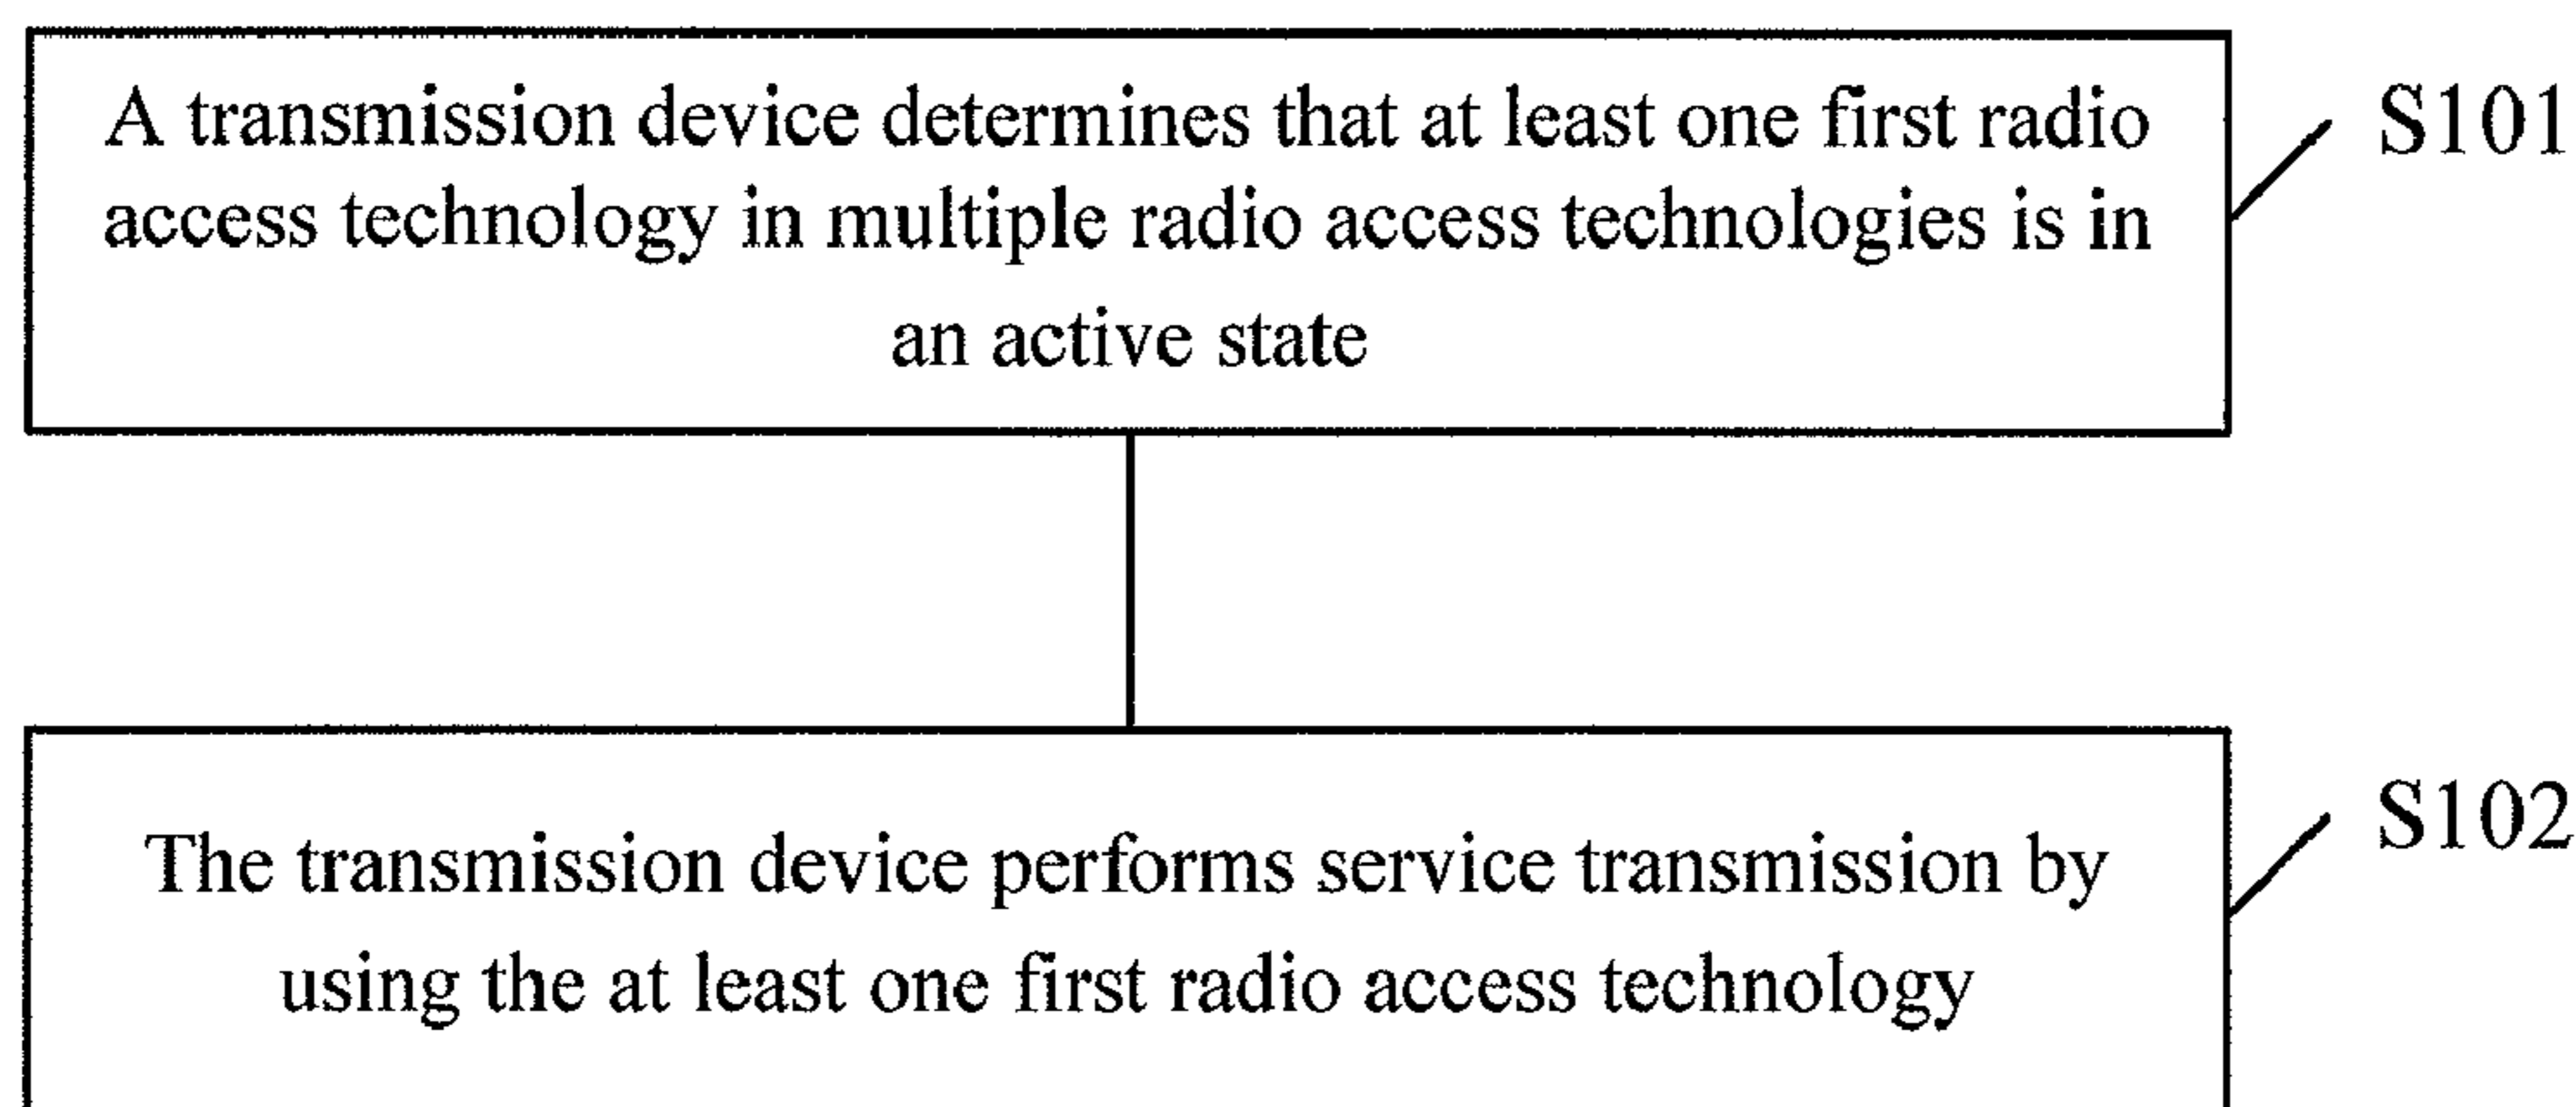 A transmission device determines that at least one first radio
access technology in multiple radio access technologies is in
an active state
S101
The transmission device performs service transmission by
using the at least one first radio access technology
S102